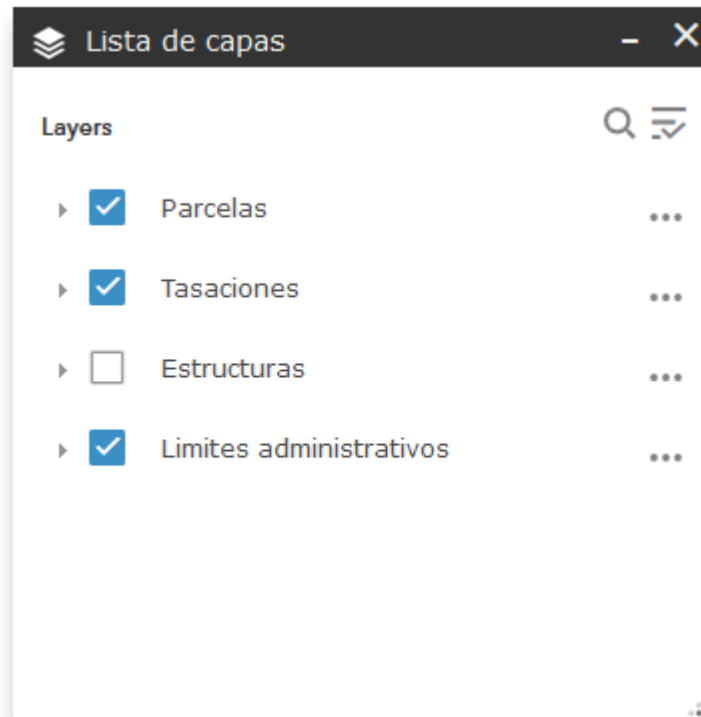 Lista de capas
Layers
Parcelas
Tasaciones
Estructuras
Limites administrativos